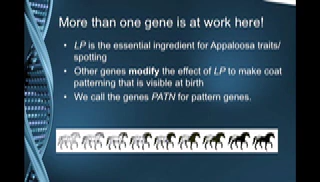 More than one gene is at work here!
• LP is the essential ingredient for Appaloosa traits/
spotting
• Other genes modify the effect of LP to make coat
patterning that is visible at birth
• We call the genes PATN for pattern genes.